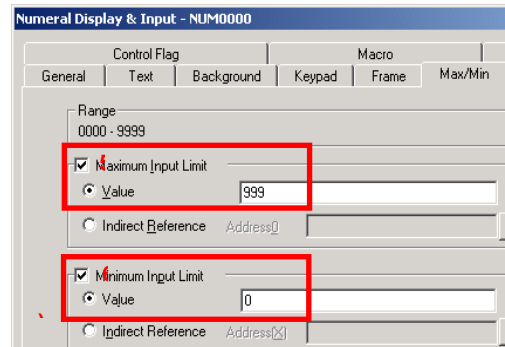 Numeral Display & Input - NUM0000
Control Flag Macro
General Text Background Keypad Frame Max/Min
Range
0000 - 9999
Maximum Input Limit
Value 999
Indirect Reference Address0
Minimum Input Limit
Value 0
Indirect Reference Address(X)